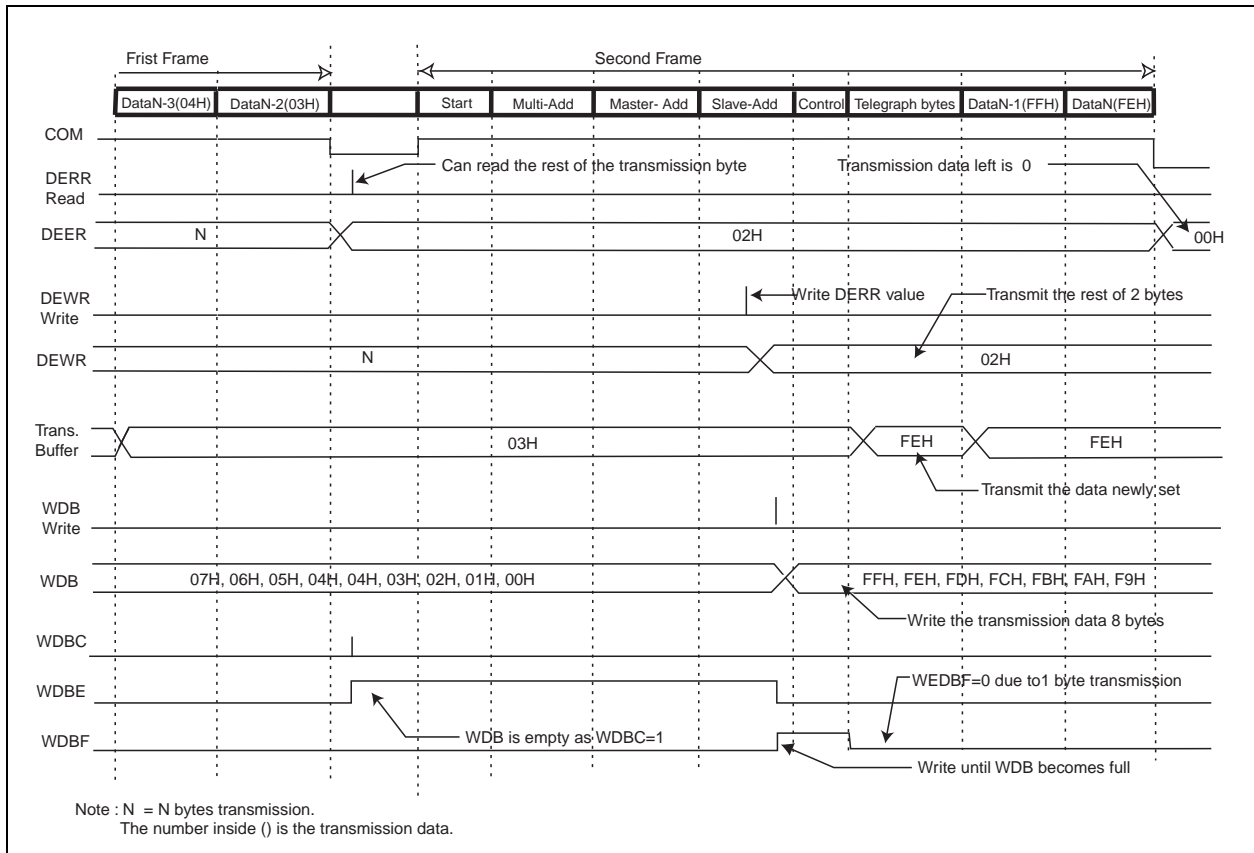 Frist Frame
Second Frame
DataN-3(04H) DataN-2(03H) Start Multi-Add Master- Add Slave-Add Control Telegraph bytes DataN-1(FFH) DataN(FEH)
COM
Can read the rest of the transmission byte
Transmission data left is 0
DERR
Read
DEER
N
02H
00H
DEWR
Write
Write DERR value
Transmit the rest of 2 bytes
DEWR
N
02H
Trans.
Buffer
03H
FEH
FEH
Transmit the data newly set
WDB
Write
WDB
07H, 06H, 05H, 04H, 04H, 03H, 02H, 01H, 00H
FFH, FEH, FDH, FCH, FBH, FAH, F9H
Write the transmission data 8 bytes
WDBC
WDBE
WEDBF=0 due to1 byte transmission
WDB is empty as WDBC=1
WDBF
Write until WDB becomes full
Note : N = N bytes transmission.
The number inside () is the transmission data.